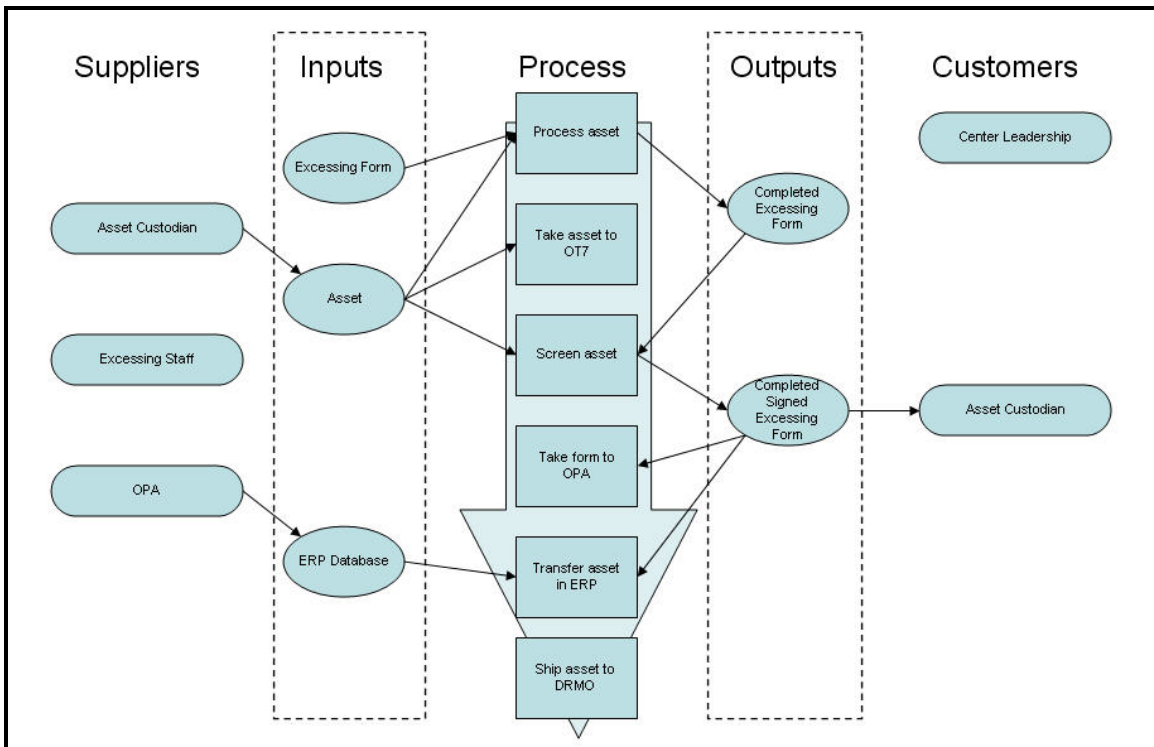 Suppliers
Inputs
Process
Outputs
Customers
Asset Custodian
Excessing Staff
OPA
Excessing Form
Asset
ERP Database
Process asset
Take asset to
OT7
Screen asset
Take form to
OPA
Transfer asset
in ERP
Ship asset to
DRMO
Completed
Excessing
Form
Completed
Signed
Excessing
Form
Center Leadership
Asset Custodian